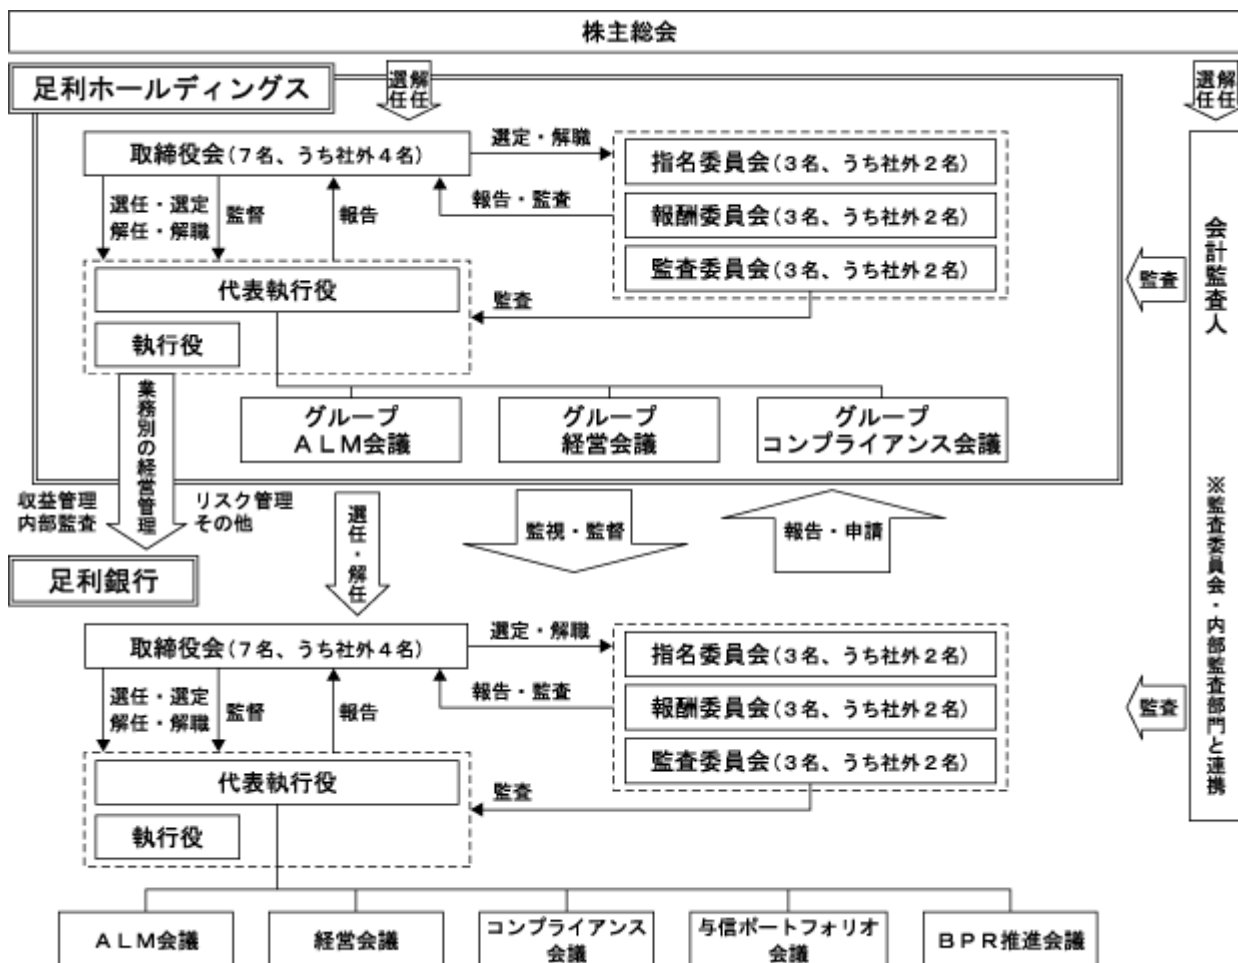 株主総会
足利ホールディングス
選任
解任
選任
解任
取締役会(7名、うち社外4名)
選定・解職
指名委員会(3名、うち社外2名)
報酬委員会(3名、うち社外2名)
監査委員会(3名、うち社外2名)
報告・監査
選任・選定
解任・解職
監督
報告
代表執行役
監査
執行役
会計監査人
監査
グループ
ALM会議
グループ
経営会議
グループ
コンプライアンス会議
業務別の経営管理
収益管理
内部監査
リスク管理
その他
選任・解任
監視・監督
報告・申請
※監査委員会・内部監査部門と連携
足利銀行
取締役会(7名、うち社外4名)
選定・解職
指名委員会(3名、うち社外2名)
報酬委員会(3名、うち社外2名)
監査委員会(3名、うち社外2名)
報告・監査
選任・選定
解任・解職
監督
報告
監査
代表執行役
監査
執行役
ALM会議
経営会議
コンプライアンス
会議
与信ポートフォリオ
会議
BPR推進会議